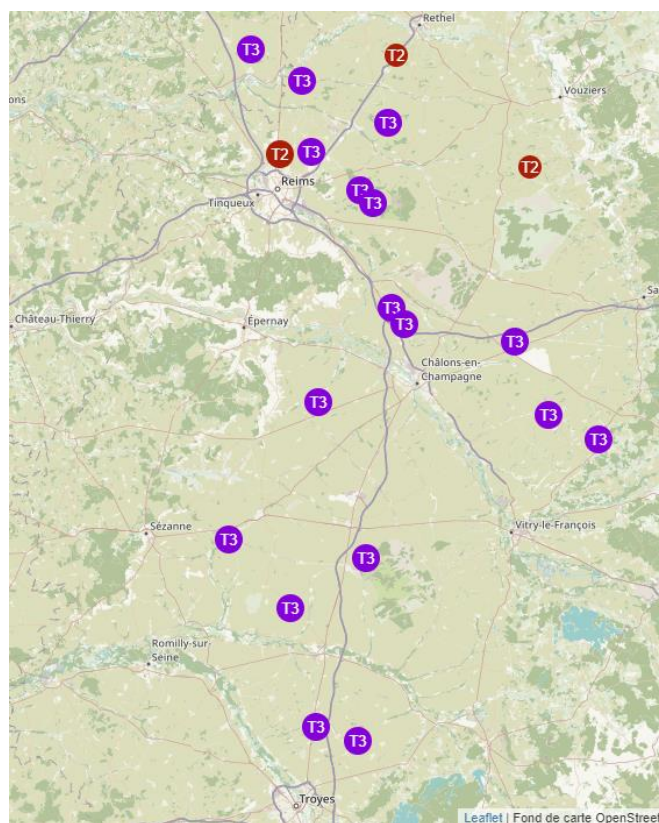 Rethel
T3
T2
T3
Vouziers
ons
T3
T2
T3
T2
Reims
T3
Tinqueux
T3
Sa
T3
Château-Thierry
Épernay
T3
T3
Châlons-en-
Champagne
T3
T3
T3
Sézanne
Vitry-le-François
T3
T3
T3
Romilly-sur-
Seine
T3
T3
Troyes
Leaflet | Fond de carte OpenStreet